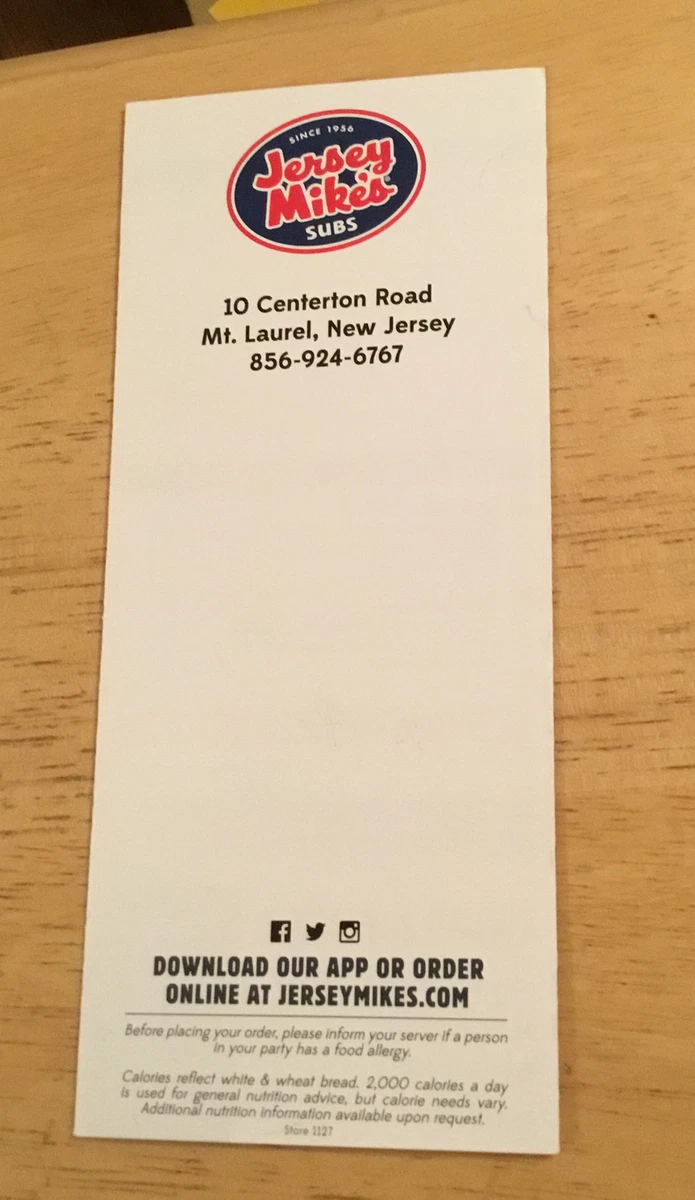 SINCE 1956
Jersey
Mike's
SUBS
10 Centerton Road
Mt. Laurel, New Jersey
856-924-6767
DOWNLOAD OUR APP OR ORDER
ONLINE AT JERSEYMIKES.COM
Before placing your order, please inform your server if a person
in your party has a food allergy.
Calories reflect white & wheat bread. 2,000 calories a day
is used for general nutrition advice, but calorie needs vary.
Additional nutrition information available upon request.
Store 1127